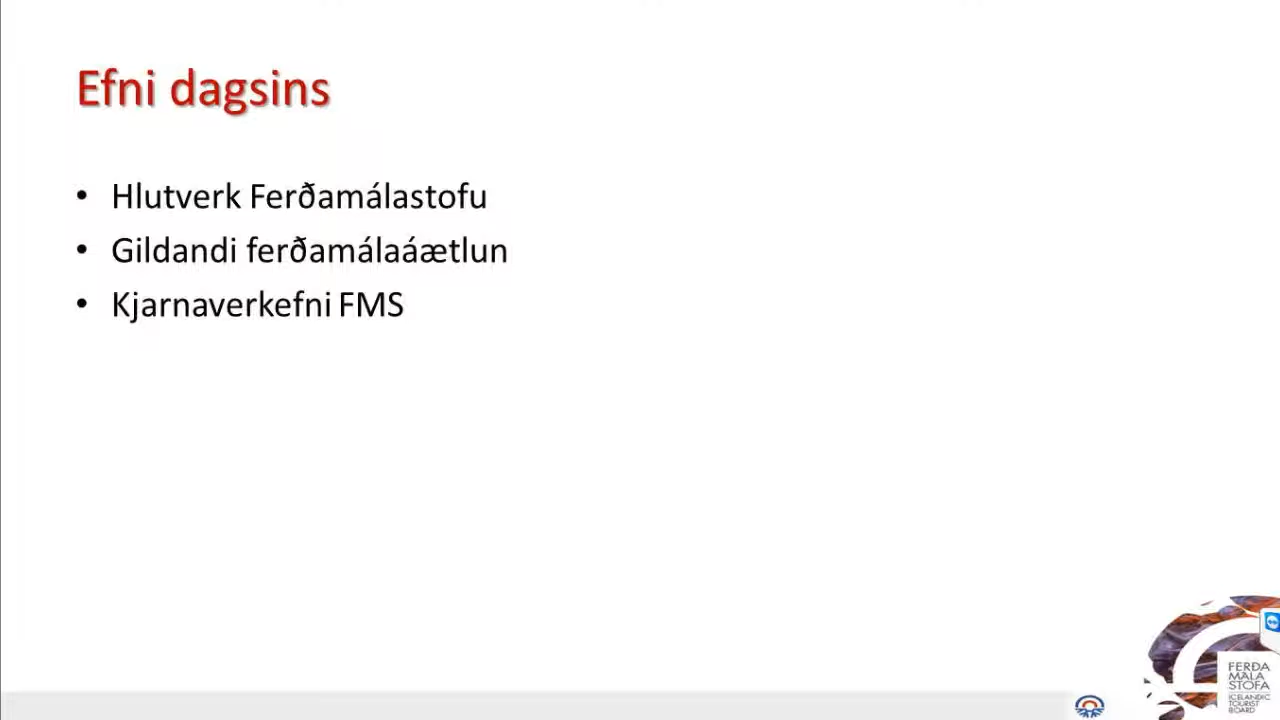 Efni dagsins
• Hlutverk Ferðamálastofu
• Gildandi ferðamálaáætlun
• Kjarnaverkefni FMS
FERÐA
MÁLA
STOFA
ICELANDIC
TOURIST
BOARD